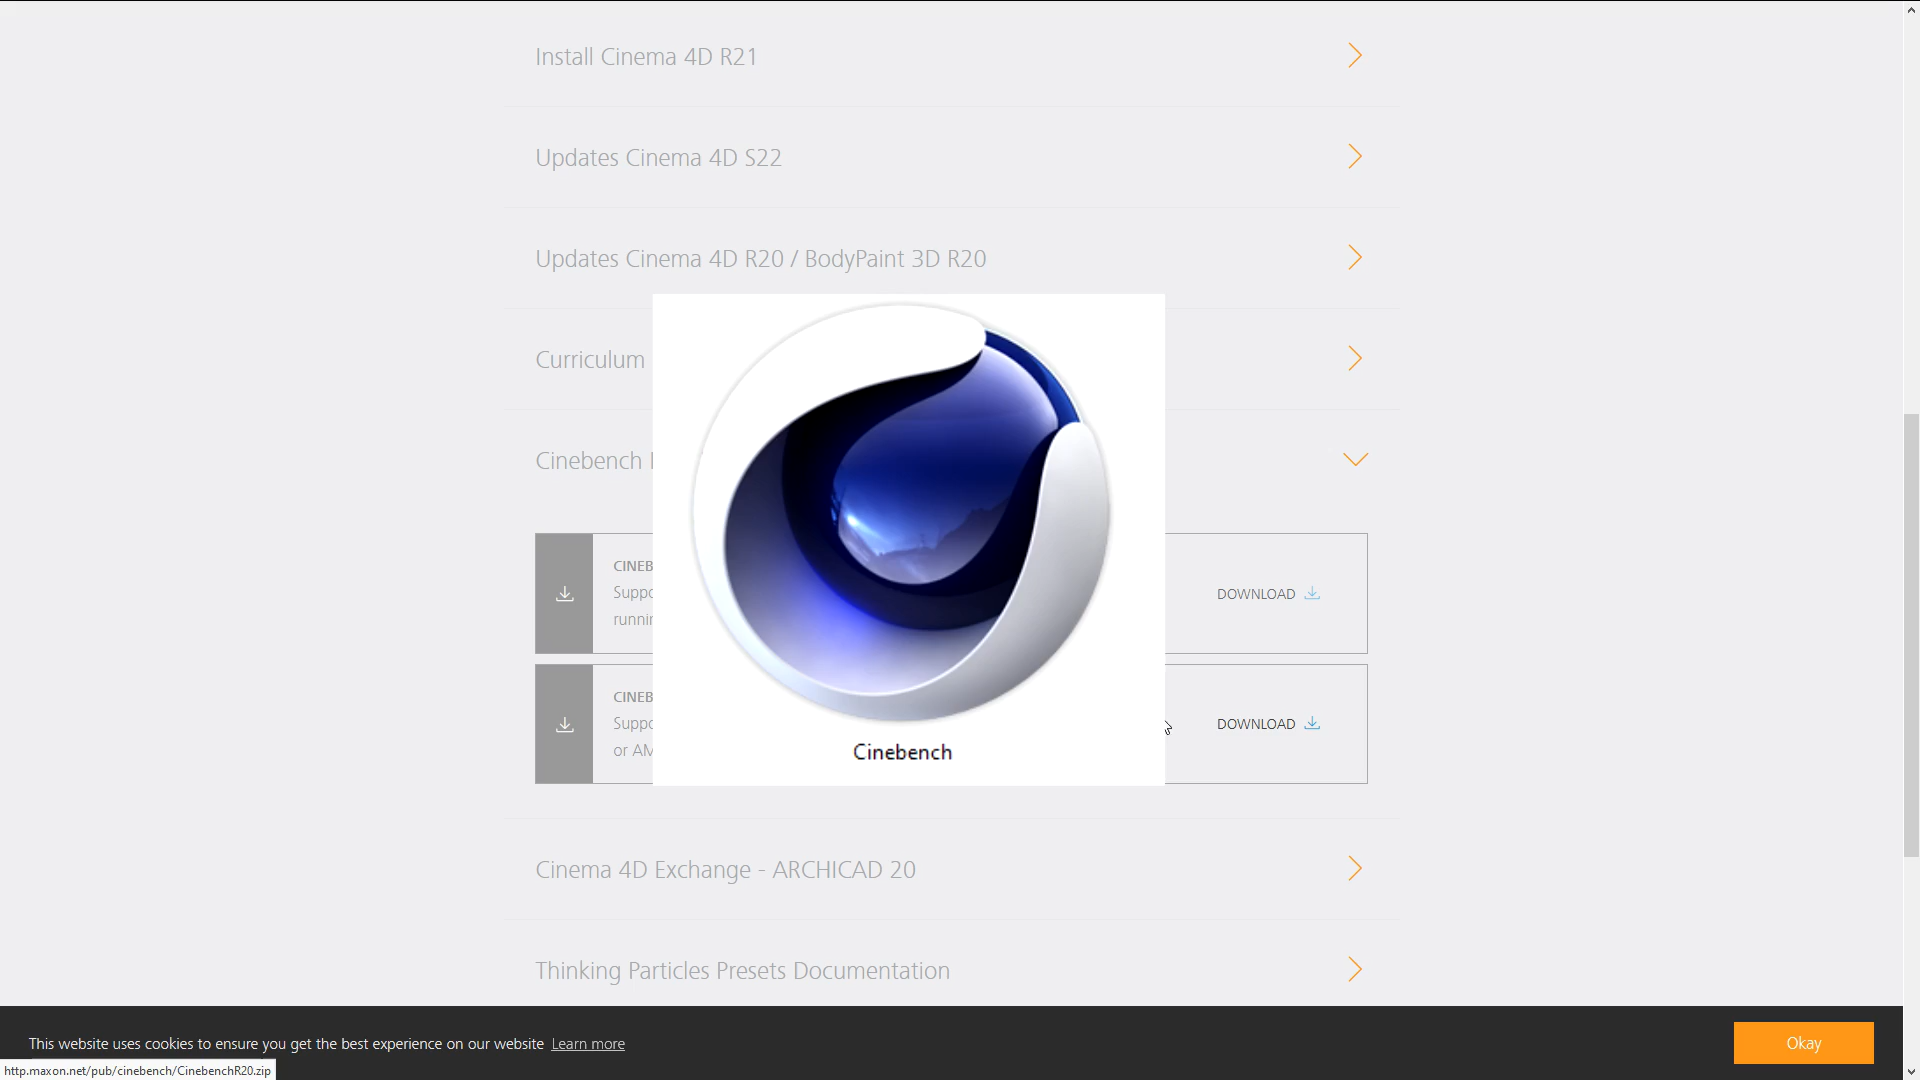 Install Cinema 4D R21
Updates Cinema 4D S22
Updates Cinema 4D R20 / BodyPaint 3D R20
Curriculum
Cinebench
CINEB
Suppo
runnin
DOWNLOAD
CINEB
Suppo
or AM
DOWNLOAD
Cinebench
Cinema 4D Exchange - ARCHICAD 20
Thinking Particles Presets Documentation
This website uses cookies to ensure you get the best experience on our website Learn more
Okay
http.maxon.net/pub/cinebench/CinebenchR20.zip